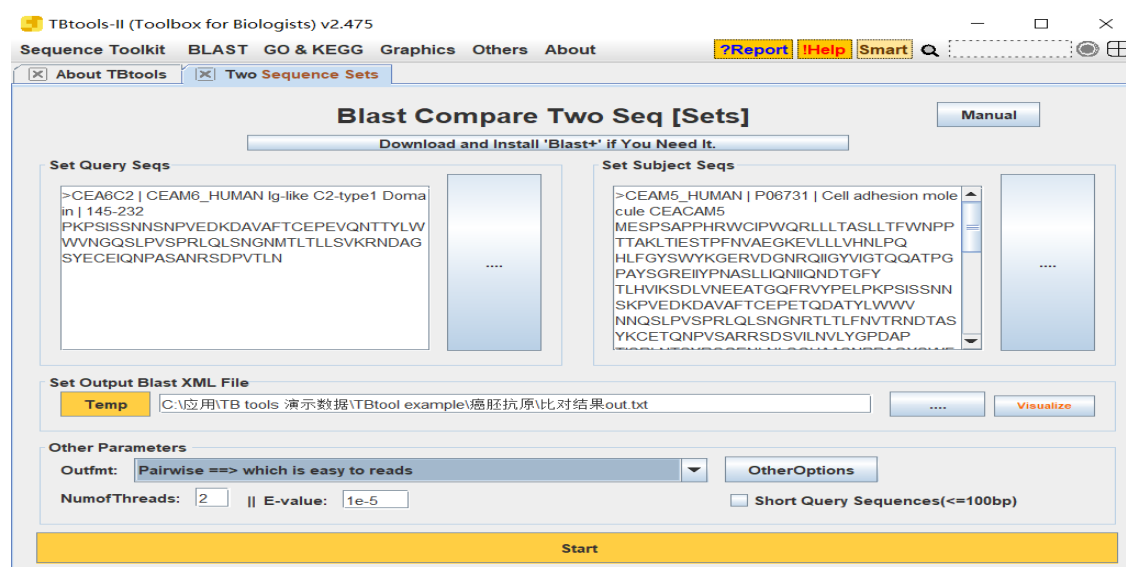 TBtools-II (Toolbox for Biologists) v2.475
Sequence Toolkit BLAST GO & KEGG Graphics Others About ?Report !Help Smart
About TBtools Two Sequence Sets
Blast Compare Two Seq [Sets]
Manual
Download and Install 'Blast+' if You Need It.
Set Query Seqs
>CEA6C2 | CEAM6_HUMAN Ig-like C2-type1 Doma
in | 145-232
PKPSISSNNSNPVEDKDAVAFTCEPEVQNTTYLW
WVNGQSLPVSPRLQLSNGNMTLTLLSVKRNDAG
SYECEIQNPASANRSDPVTLN
....
Set Subject Seqs
>CEAM5_HUMAN | P06731 | Cell adhesion mole
cule CEACAM5
MESPSAPPHRWCIPWQRLLLTASLLTFWNPP
TTAKLTIESTPFNVAEGKEVLLLVHNLPQ
HLFGYSWYKGERVDGNRQIIGYVIGTQQATPG
PAYSGREIIYPNASLLIQNIIQNDTGFY
TLHVIKSDLVNEEATGQFRVYPELPKPSISSNN
SKPVEDKDAVAFTCEPETQDATYLWWV
NNQSLPVSPRLQLSNGNRTLTLFNVTRNDTAS
YKCETQNPVSARRSDSVILNVLYGPDAP
....
Set Output Blast XML File
Temp C:\应用\TB tools 演示数据\TBtool example\癌胚抗原\比对结果out.txt .... Visualize
Other Parameters
Outfmt: Pairwise ==> which is easy to reads OtherOptions
NumofThreads: 2 || E-value: 1e-5 Short Query Sequences(<=100bp)
Start